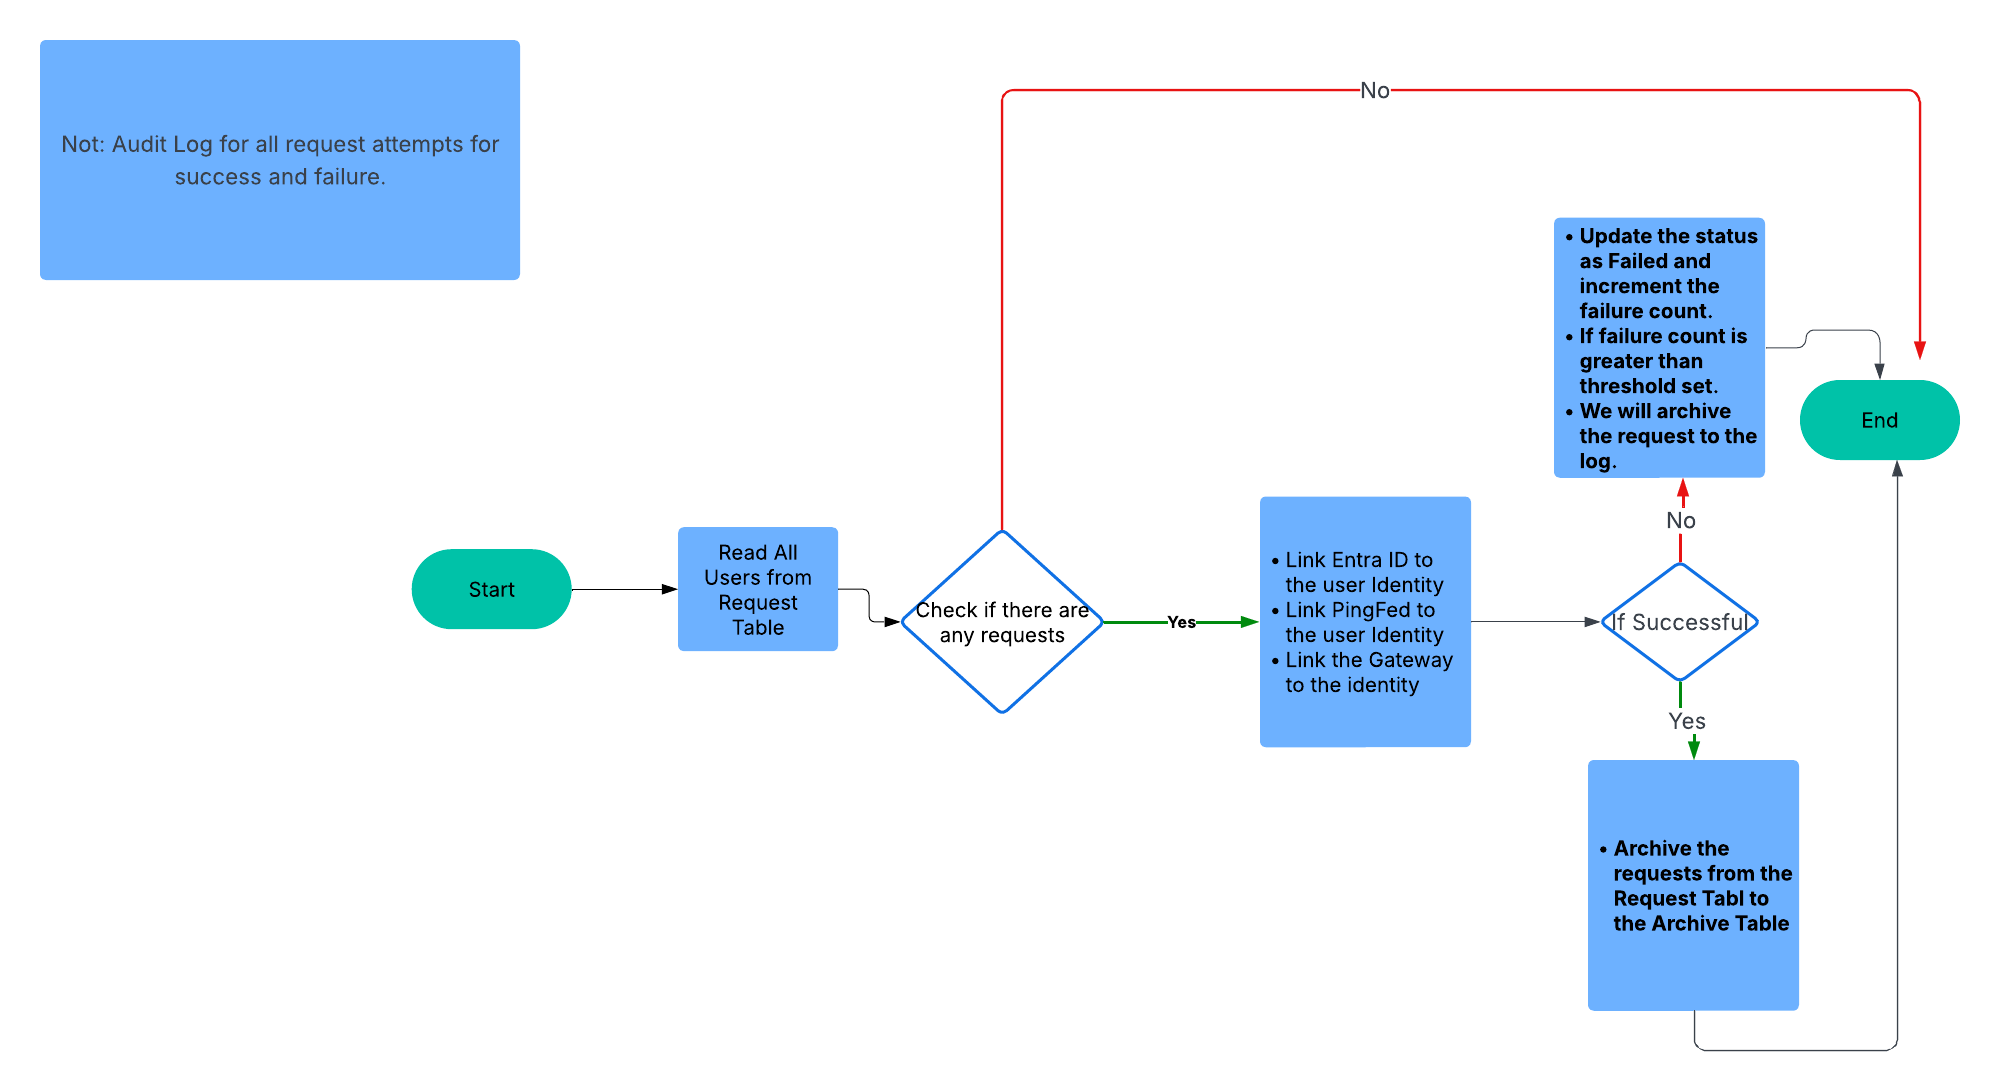 Not: Audit Log for all request attempts for
success and failure.
No
• Update the status
as Failed and
increment the
failure count.
• If failure count is
greater than
threshold set.
• We will archive
the request to the
log.
End
Start
Read All
Users from
Request
Table
Check if there are
any requests
Yes
• Link Entra ID to
the user Identity
• Link PingFed to
the user Identity
• Link the Gateway
to the identity
No
If Successful
Yes
• Archive the
requests from the
Request Tabl to
the Archive Table